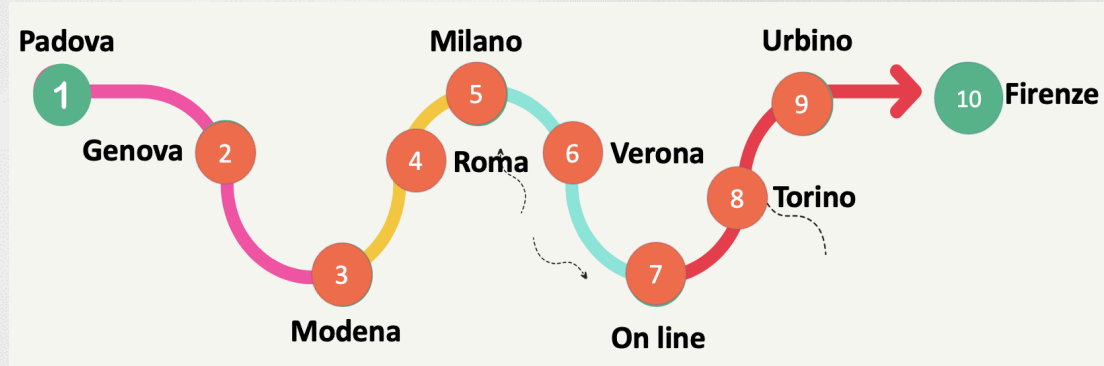 Padova
1
Genova
2
3
Modena
4
Roma
Milano
5
6
Verona
7
On line
8
Torino
Urbino
9
10
Firenze